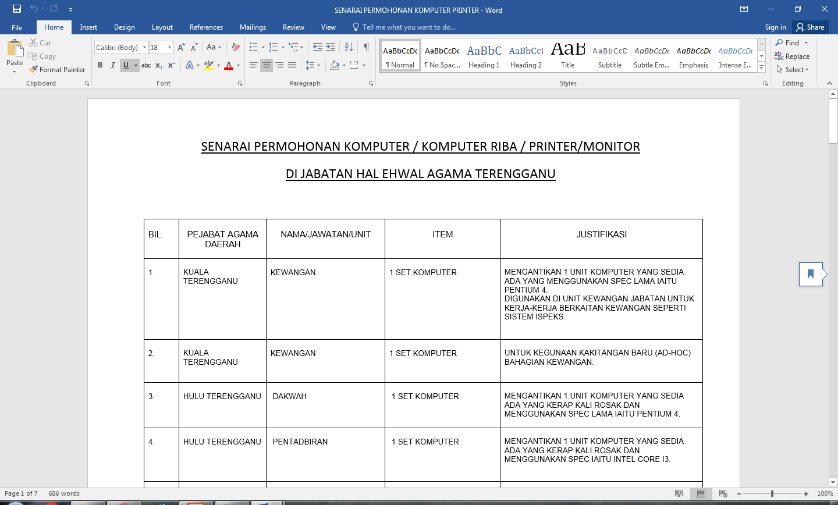 SENARAI PERMOHONAN KOMPUTER PRINTER - Word
File Home Insert Design Layout References Mailings Review View Tell me what you want to do... Sign in Share
Paste
Cut
Copy
Format Painter
Clipboard
Calibri (Body) 18
Font
Paragraph
AaBbCcDc AaBbCcDc AaBbC AaBbCcI AaB AaBbCcD AaBbCcDc AaBbCcDc AaBbCcDc
¶ Normal ¶ No Spac... Heading 1 Heading 2 Title Subtitle Subtle Em... Emphasis Intense E...
Styles
Find
Replace
Select
Editing
SENARAI PERMOHONAN KOMPUTER / KOMPUTER RIBA / PRINTER/MONITOR
DI JABATAN HAL EHWAL AGAMA TERENGGANU
BIL PEJABAT AGAMA DAERAH NAMA/JAWATAN/UNIT ITEM JUSTIFIKASI
1. KUALA TERENGGANU KEWANGAN 1 SET KOMPUTER
MENGANTIKAN 1 UNIT KOMPUTER YANG SEDIA
ADA YANG MENGGUNAKAN SPEC LAMA IAITU
PENTIUM 4.
DIGUNAKAN DI UNIT KEWANGAN JABATAN UNTUK
KERJA-KERJA BERKAITAN KEWANGAN SEPERTI
SISTEM ISPEKS
2. KUALA TERENGGANU KEWANGAN 1 SET KOMPUTER
UNTUK KEGUNAAN KAKITANGAN BARU (AD-HOC)
BAHAGIAN KEWANGAN.
3. HULU TERENGGANU DAKWAH 1 SET KOMPUTER
MENGANTIKAN 1 UNIT KOMPUTER YANG SEDIA
ADA YANG KERAP KALI ROSAK DAN
MENGGUNAKAN SPEC LAMA IAITU PENTIUM 4.
4. HULU TERENGGANU PENTADBIRAN 1 SET KOMPUTER
MENGANTIKAN 1 UNIT KOMPUTER YANG SEDIA
ADA YANG KERAP KALI ROSAK DAN
MENGGUNAKAN SPEC IAITU INTEL CORE I3.
Page 1 of 7 686 words 100%